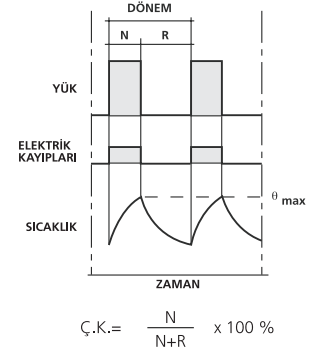 DÖNEM
N R
YÜK
ELEKTRİK
KAYIPLARI
θ max
SICAKLIK
ZAMAN
Ç.K.= N / N+R x 100 %